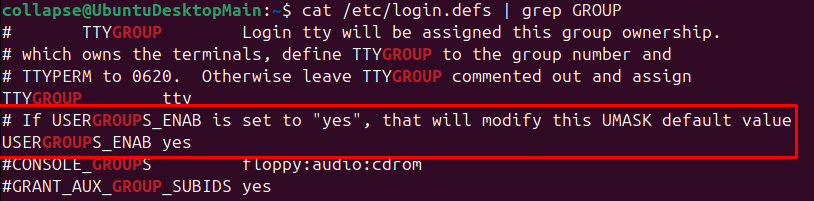 collapse@UbuntuDesktopMain:~$ cat /etc/login.defs | grep GROUP
#       TTYGROUP        Login tty will be assigned this group ownership.
# which owns the terminals, define TTYGROUP to the group number and
# TTYPERM to 0620.  Otherwise leave TTYGROUP commented out and assign
TTYGROUP        tty
# If USERGROUPS_ENAB is set to "yes", that will modify this UMASK default value
USERGROUPS_ENAB yes
#CONSOLE_GROUPS         floppy:audio:cdrom
#GRANT_AUX_GROUP_SUBIDS yes